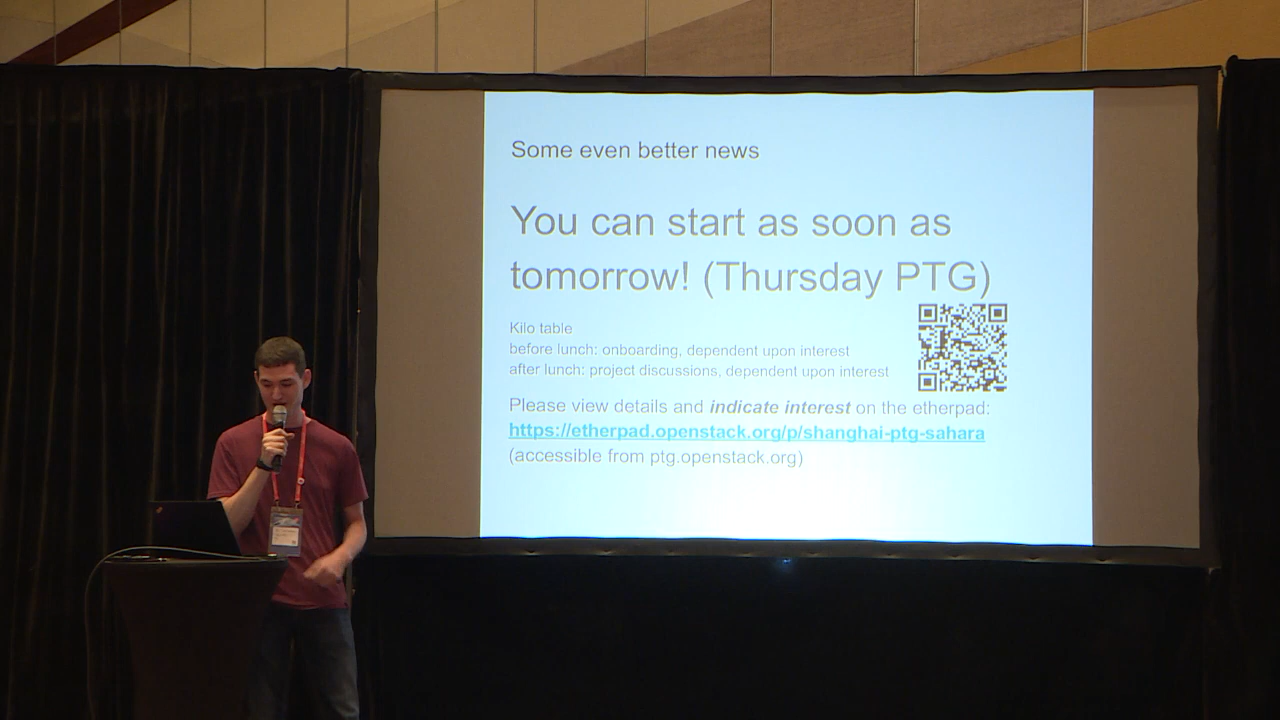 Some even better news
You can start as soon as
tomorrow! (Thursday PTG)
Kilo table
before lunch: onboarding, dependent upon interest
after lunch: project discussions, dependent upon interest
Please view details and indicate interest on the etherpad:
https://etherpad.openstack.org/p/shanghai-ptg-sahara
(accessible from ptg.openstack.org)